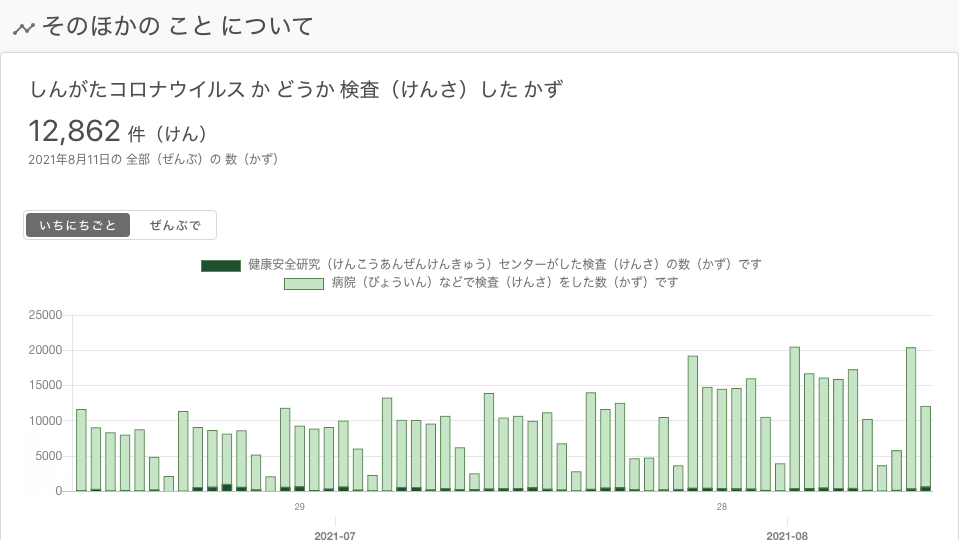 そのほかの こと について
しんがたコロナウイルス か どうか 検査（けんさ）した かず
12,862 件（けん）
2021年8月11日の 全部（ぜんぶ）の 数（かず）
いちにちごと ぜんぶで
健康安全研究（けんこうあんぜんけんきゅう）センターがした検査（けんさ）の数（かず）です
病院（びょういん）などで検査（けんさ）をした数（かず）です
25000
20000
15000
10000
5000
0
29 28
2021-07 2021-08